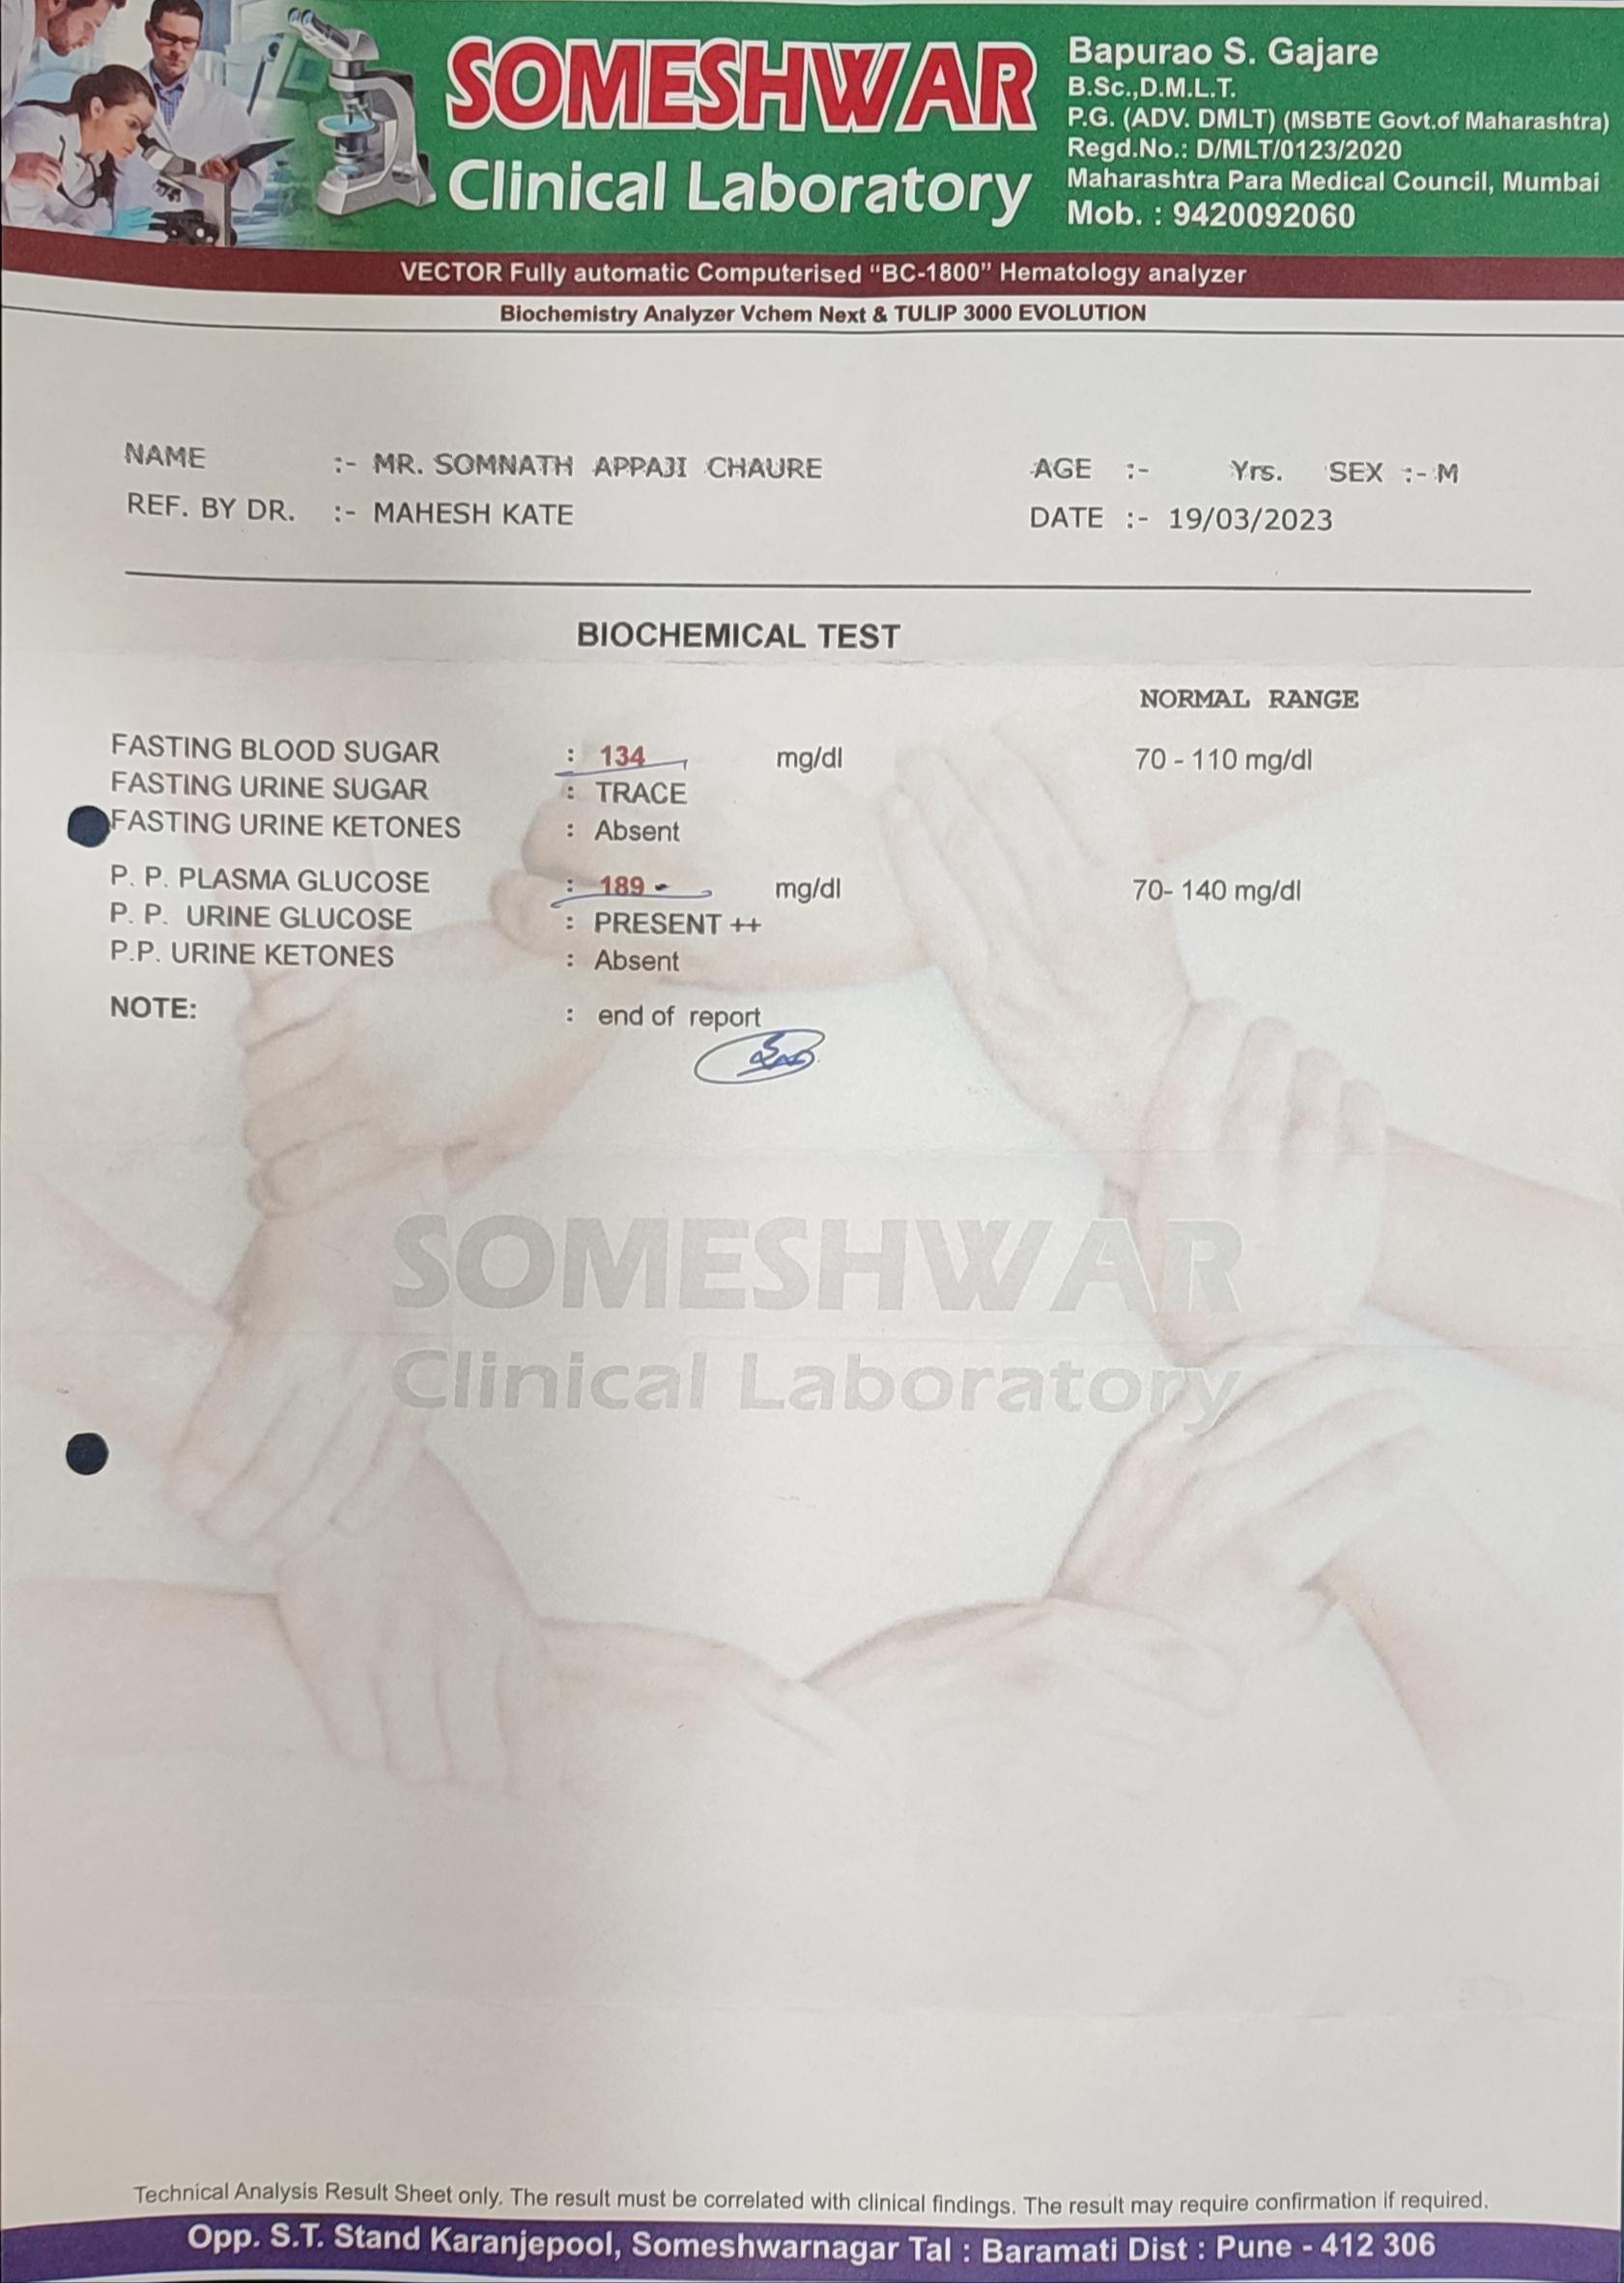 SOMESHWAR
Clinical Laboratory
Bapurao S. Gajare
B.Sc.,D.M.L.T.
P.G. (ADV. DMLT) (MSBTE Govt.of Maharashtra)
Regd.No.: D/MLT/0123/2020
Maharashtra Para Medical Council, Mumbai
Mob. : 9420092060
VECTOR Fully automatic Computerised “BC-1800” Hematology analyzer
Biochemistry Analyzer Vchem Next & TULIP 3000 EVOLUTION
NAME :- MR. SOMNATH APPAJI CHAURE AGE :- Yrs. SEX :- M
REF. BY DR. :- MAHESH KATE DATE :- 19/03/2023
BIOCHEMICAL TEST
NORMAL RANGE
FASTING BLOOD SUGAR : 134 mg/dl 70 - 110 mg/dl
FASTING URINE SUGAR : TRACE
FASTING URINE KETONES : Absent
P. P. PLASMA GLUCOSE : 189 - mg/dl 70- 140 mg/dl
P. P. URINE GLUCOSE : PRESENT ++
P.P. URINE KETONES : Absent
NOTE: : end of report
SOMESHWAR
Clinical Laboratory
Technical Analysis Result Sheet only. The result must be correlated with clinical findings. The result may require confirmation if required.
Opp. S.T. Stand Karanjepool, Someshwarnagar Tal : Baramati Dist : Pune - 412 306